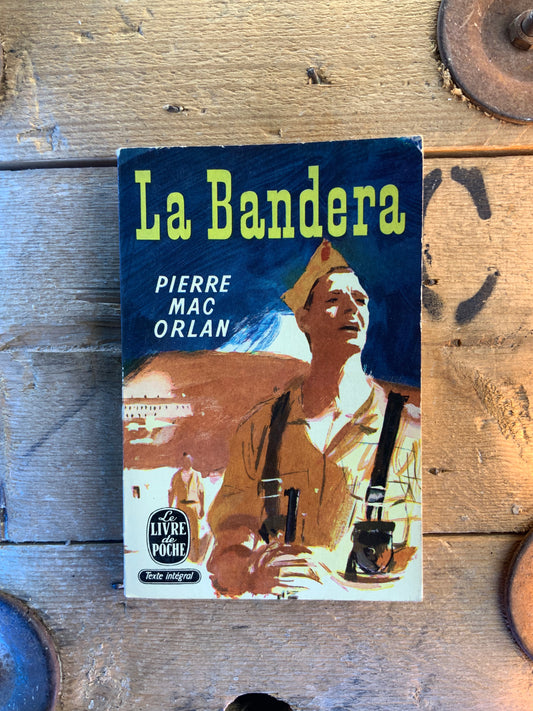 La Bandera
PIERRE
MAC
ORLAN
Le
LIVRE
de
POCHE
Texte intégral